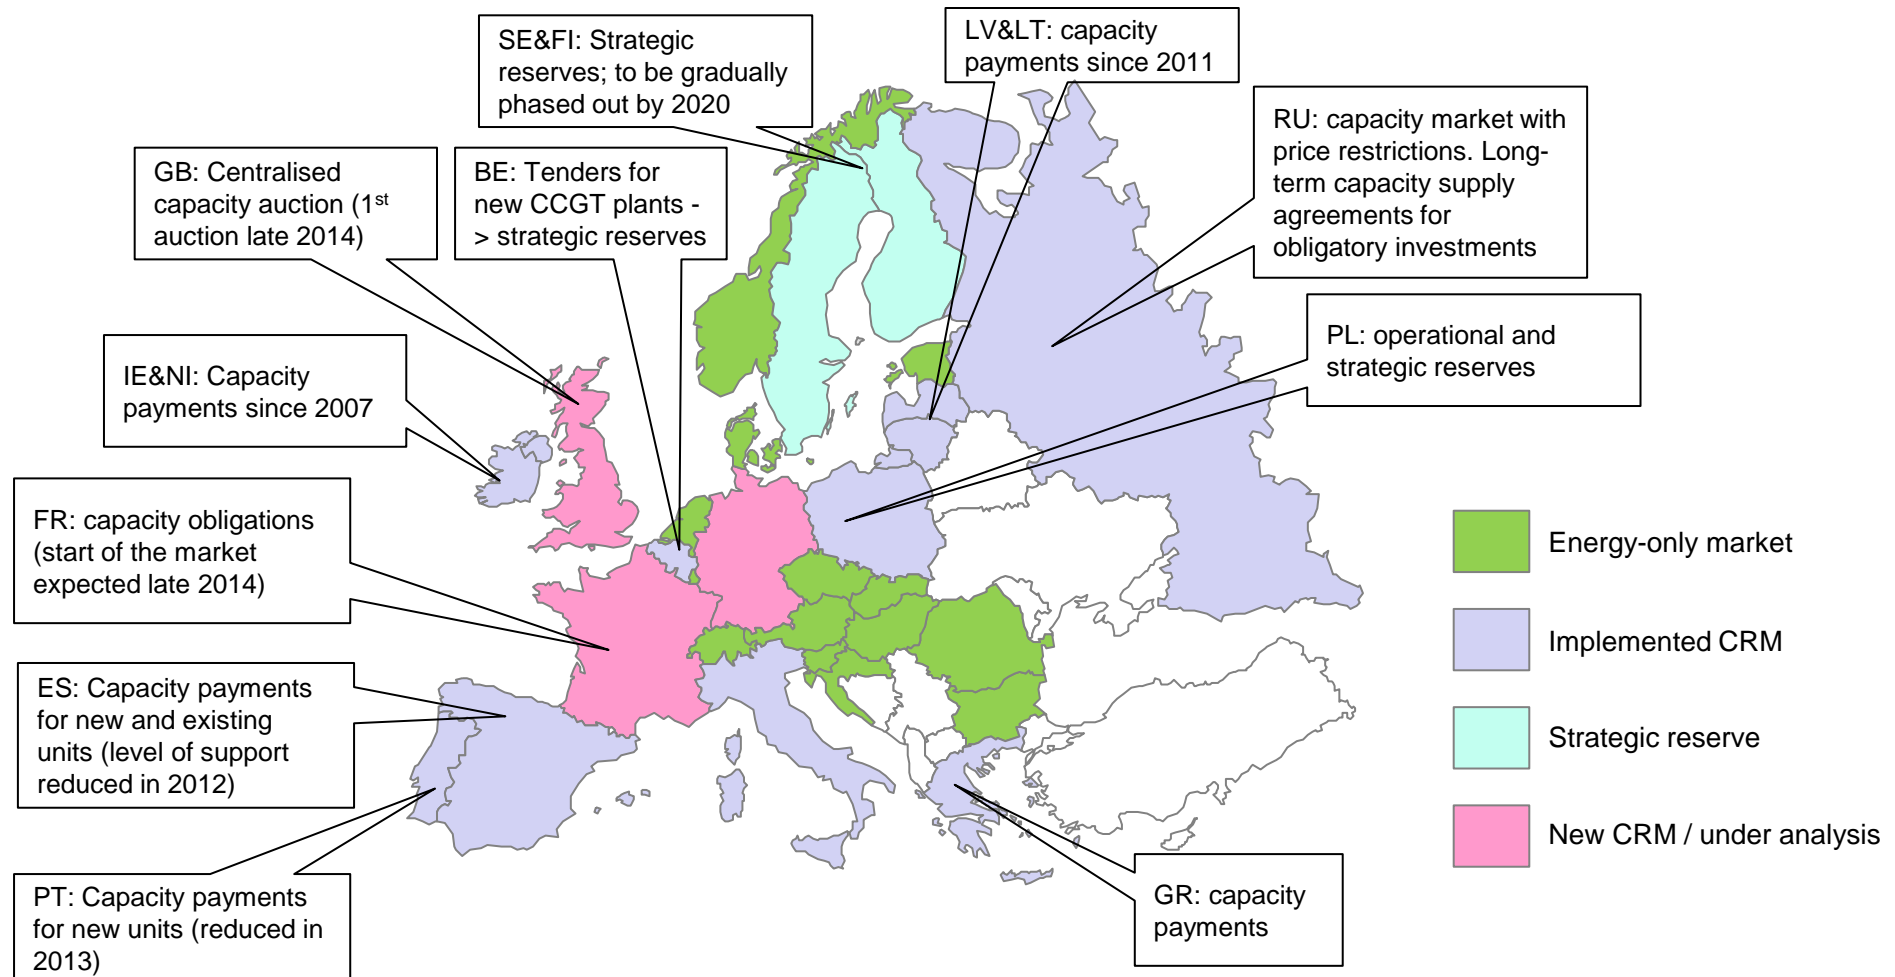 SE&FI: Strategic
reserves; to be gradually
phased out by 2020
LV&LT: capacity
payments since 2011
RU: capacity market with
price restrictions. Long-
term capacity supply
agreements for
obligatory investments
GB: Centralised
capacity auction (1st
auction late 2014)
BE: Tenders for
new CCGT plants -
> strategic reserves
PL: operational and
strategic reserves
IE&NI: Capacity
payments since 2007
FR: capacity obligations
(start of the market
expected late 2014)
ES: Capacity payments
for new and existing
units (level of support
reduced in 2012)
PT: Capacity payments
for new units (reduced in
2013)
GR: capacity
payments
Energy-only market
Implemented CRM
Strategic reserve
New CRM / under analysis